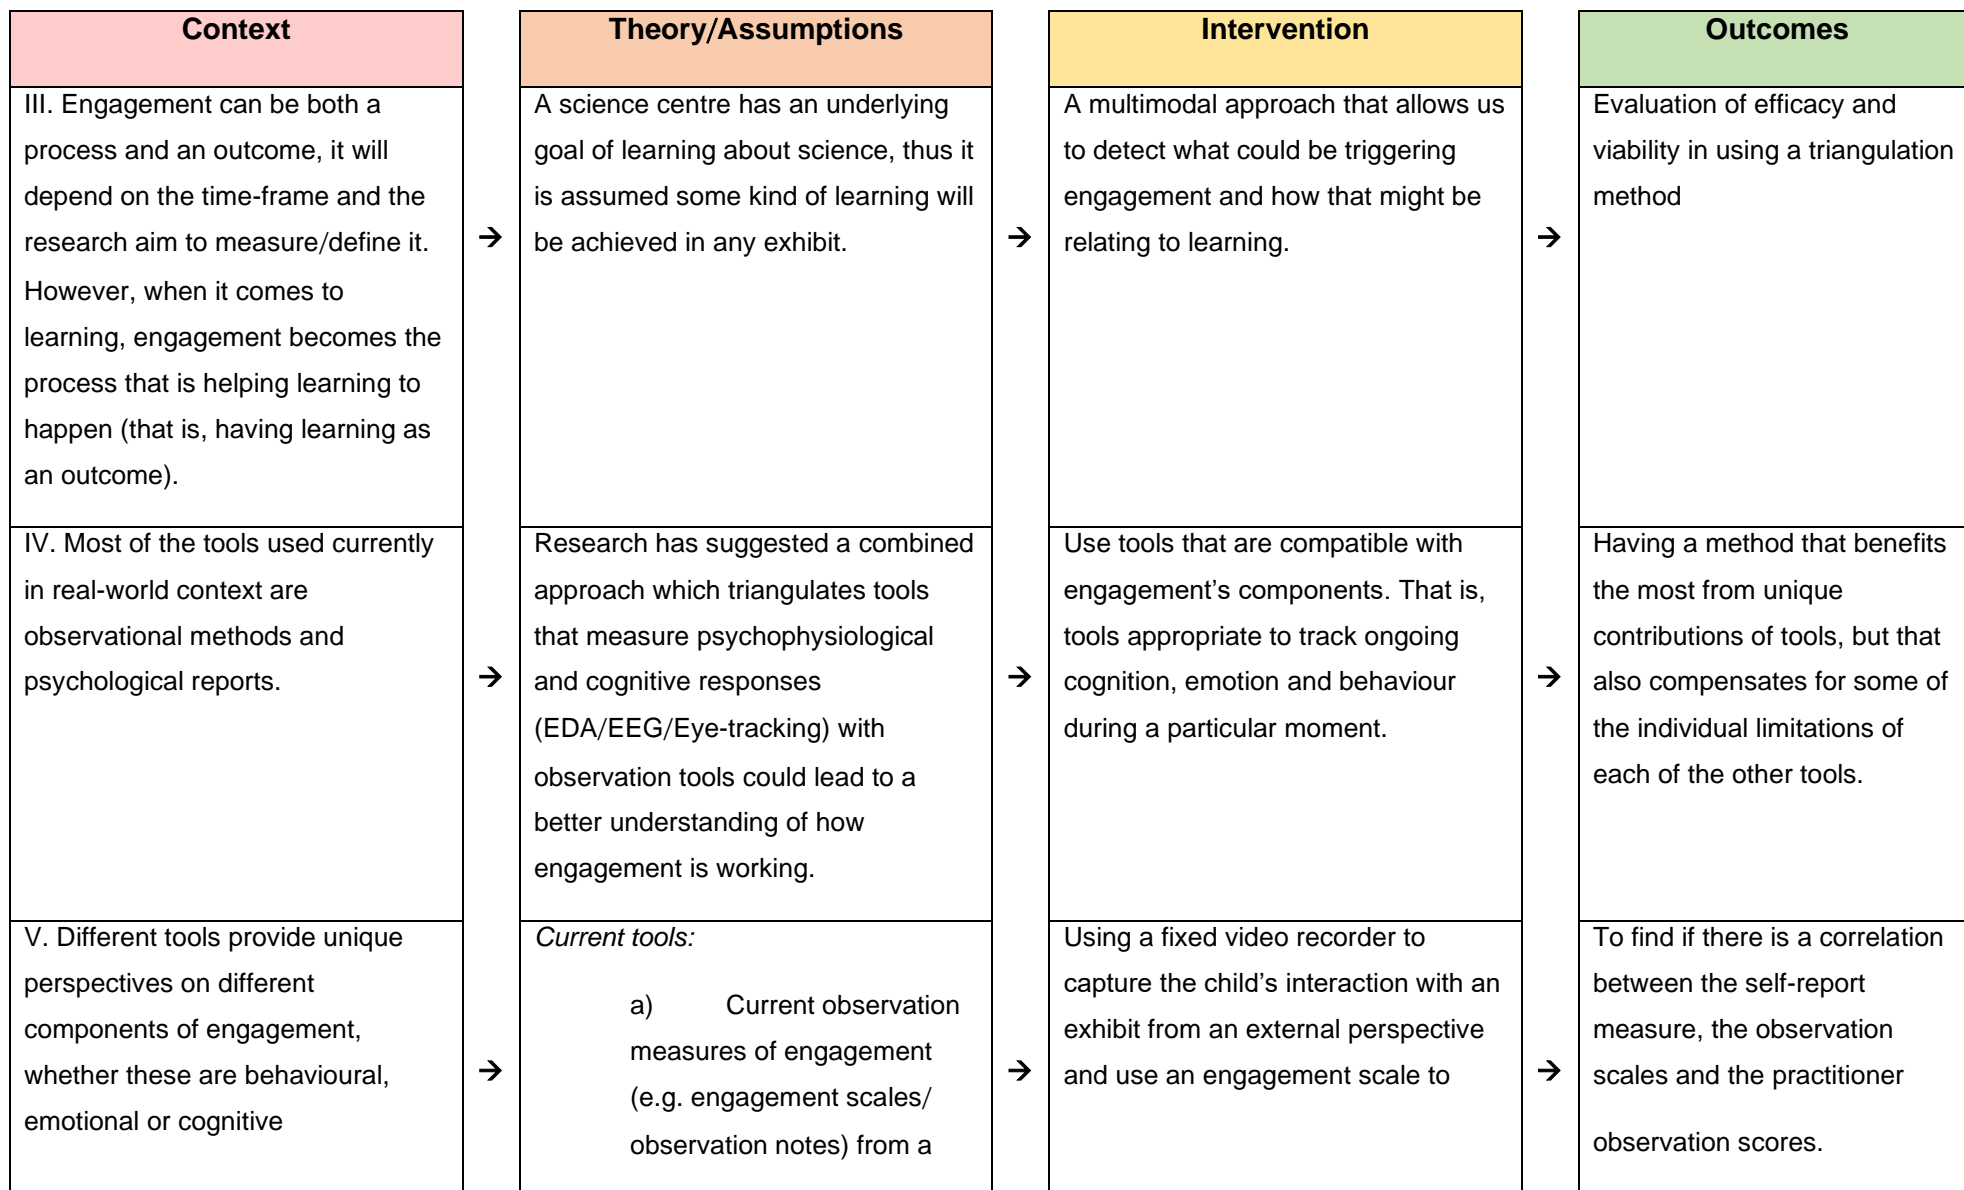 Context
Theory/Assumptions
Intervention
Outcomes
III. Engagement can be both a
process and an outcome, it will
depend on the time-frame and the
research aim to measure/define it.
However, when it comes to
learning, engagement becomes the
process that is helping learning to
happen (that is, having learning as
an outcome).
→
A science centre has an underlying
goal of learning about science, thus it
is assumed some kind of learning will
be achieved in any exhibit.
→
A multimodal approach that allows us
to detect what could be triggering
engagement and how that might be
relating to learning.
→
Evaluation of efficacy and
viability in using a triangulation
method
IV. Most of the tools used currently
in real-world context are
observational methods and
psychological reports.
→
Research has suggested a combined
approach which triangulates tools
that measure psychophysiological
and cognitive responses
(EDA/EEG/Eye-tracking) with
observation tools could lead to a
better understanding of how
engagement is working.
→
Use tools that are compatible with
engagement’s components. That is,
tools appropriate to track ongoing
cognition, emotion and behaviour
during a particular moment.
→
Having a method that benefits
the most from unique
contributions of tools, but that
also compensates for some of
the individual limitations of
each of the other tools.
V. Different tools provide unique
perspectives on different
components of engagement,
whether these are behavioural,
emotional or cognitive
→
Current tools:
a) Current observation
measures of engagement
(e.g. engagement scales/
observation notes) from a
→
Using a fixed video recorder to
capture the child’s interaction with an
exhibit from an external perspective
and use an engagement scale to
→
To find if there is a correlation
between the self-report
measure, the observation
scales and the practitioner
observation scores.